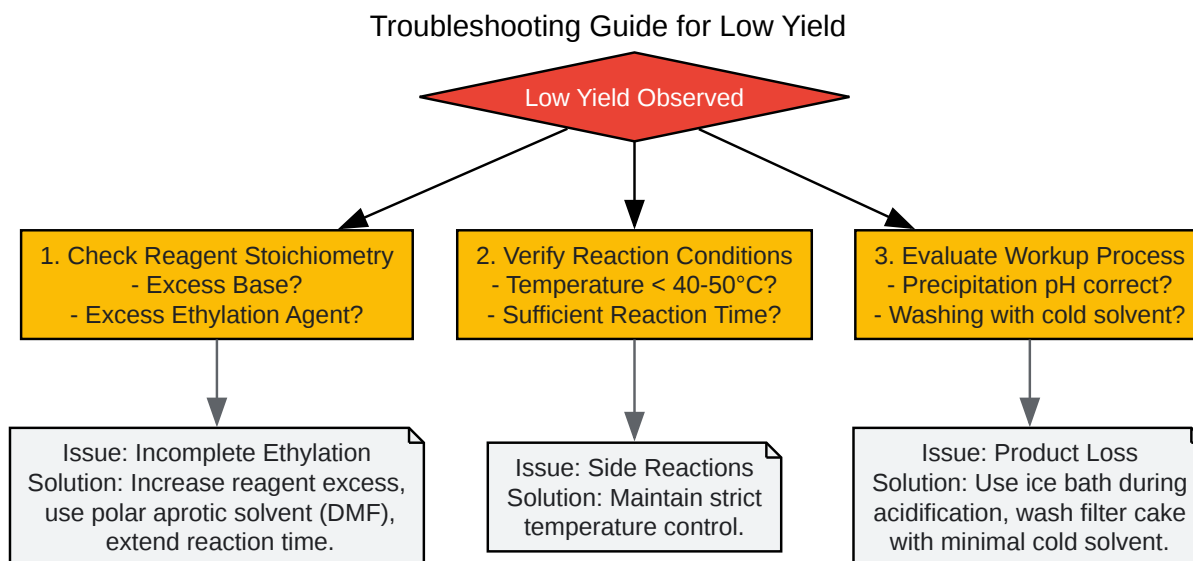 Troubleshooting Guide for Low Yield
Low Yield Observed
1. Check Reagent Stoichiometry
- Excess Base?
- Excess Ethylation Agent?
2. Verify Reaction Conditions
- Temperature < 40-50°C?
- Sufficient Reaction Time?
3. Evaluate Workup Process
- Precipitation pH correct?
- Washing with cold solvent?
Issue: Incomplete Ethylation
Solution: Increase reagent excess,
use polar aprotic solvent (DMF),
extend reaction time.
Issue: Side Reactions
Solution: Maintain strict
temperature control.
Issue: Product Loss
Solution: Use ice bath during
acidification, wash filter cake
with minimal cold solvent.